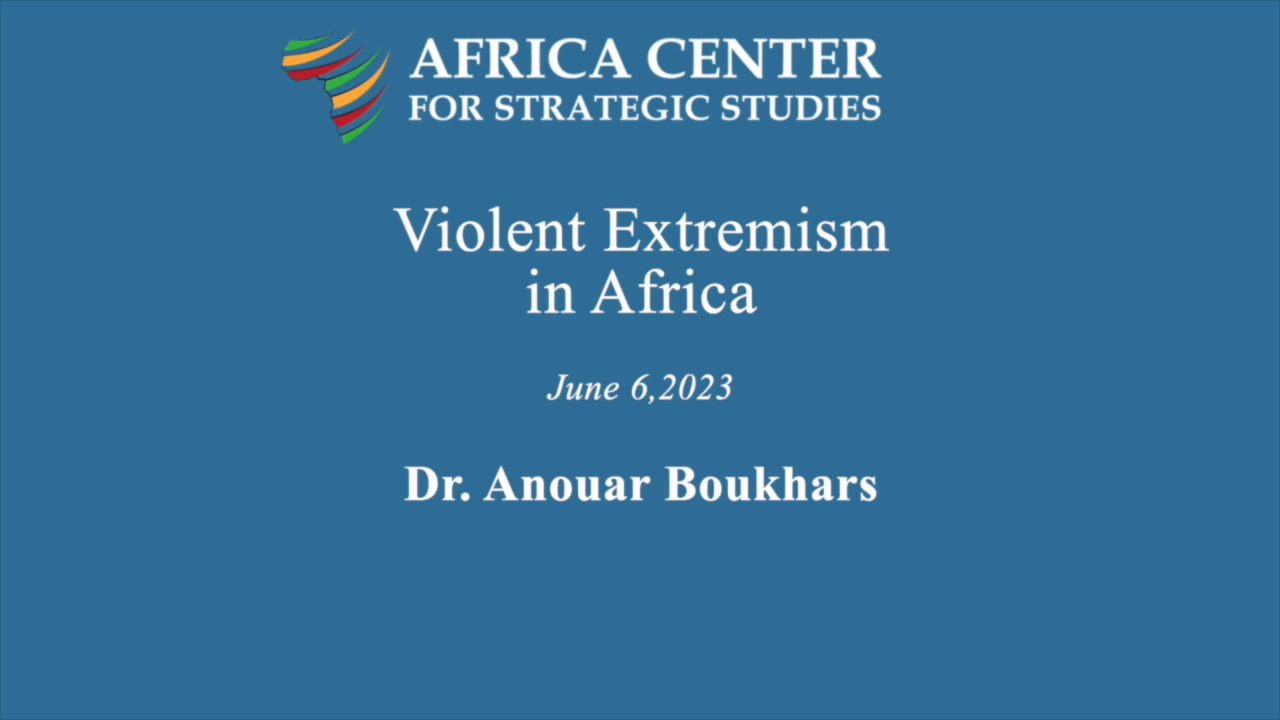 AFRICA CENTER
FOR STRATEGIC STUDIES
Violent Extremism
in Africa
June 6,2023
Dr. Anouar Boukhars